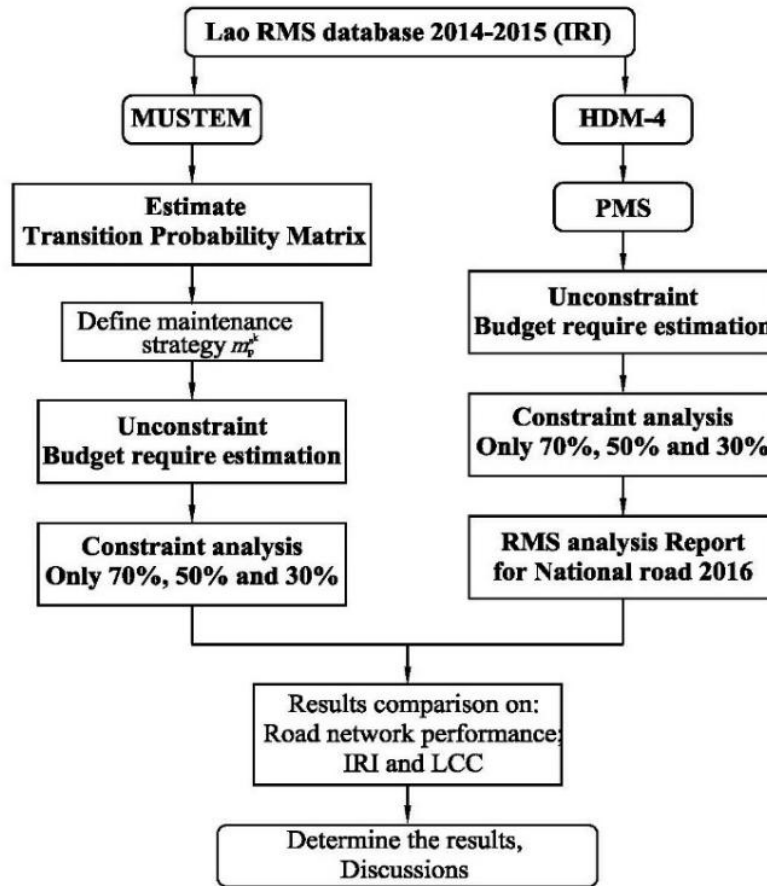 Lao RMS database 2014-2015 (IRI)
MUSTEM
Estimate
Transition Probability Matrix
Define maintenance
strategy
Unconstraint
Budget require estimation
Constraint analysis
Only 70%, 50% and 30%
HDM-4
PMS
Unconstraint
Budget require estimation
Constraint analysis
Only 70%, 50% and 30%
RMS analysis Report
for National road 2016
Results comparison on:
Road network performance;
IRI and LCC
Determine the results,
Discussions